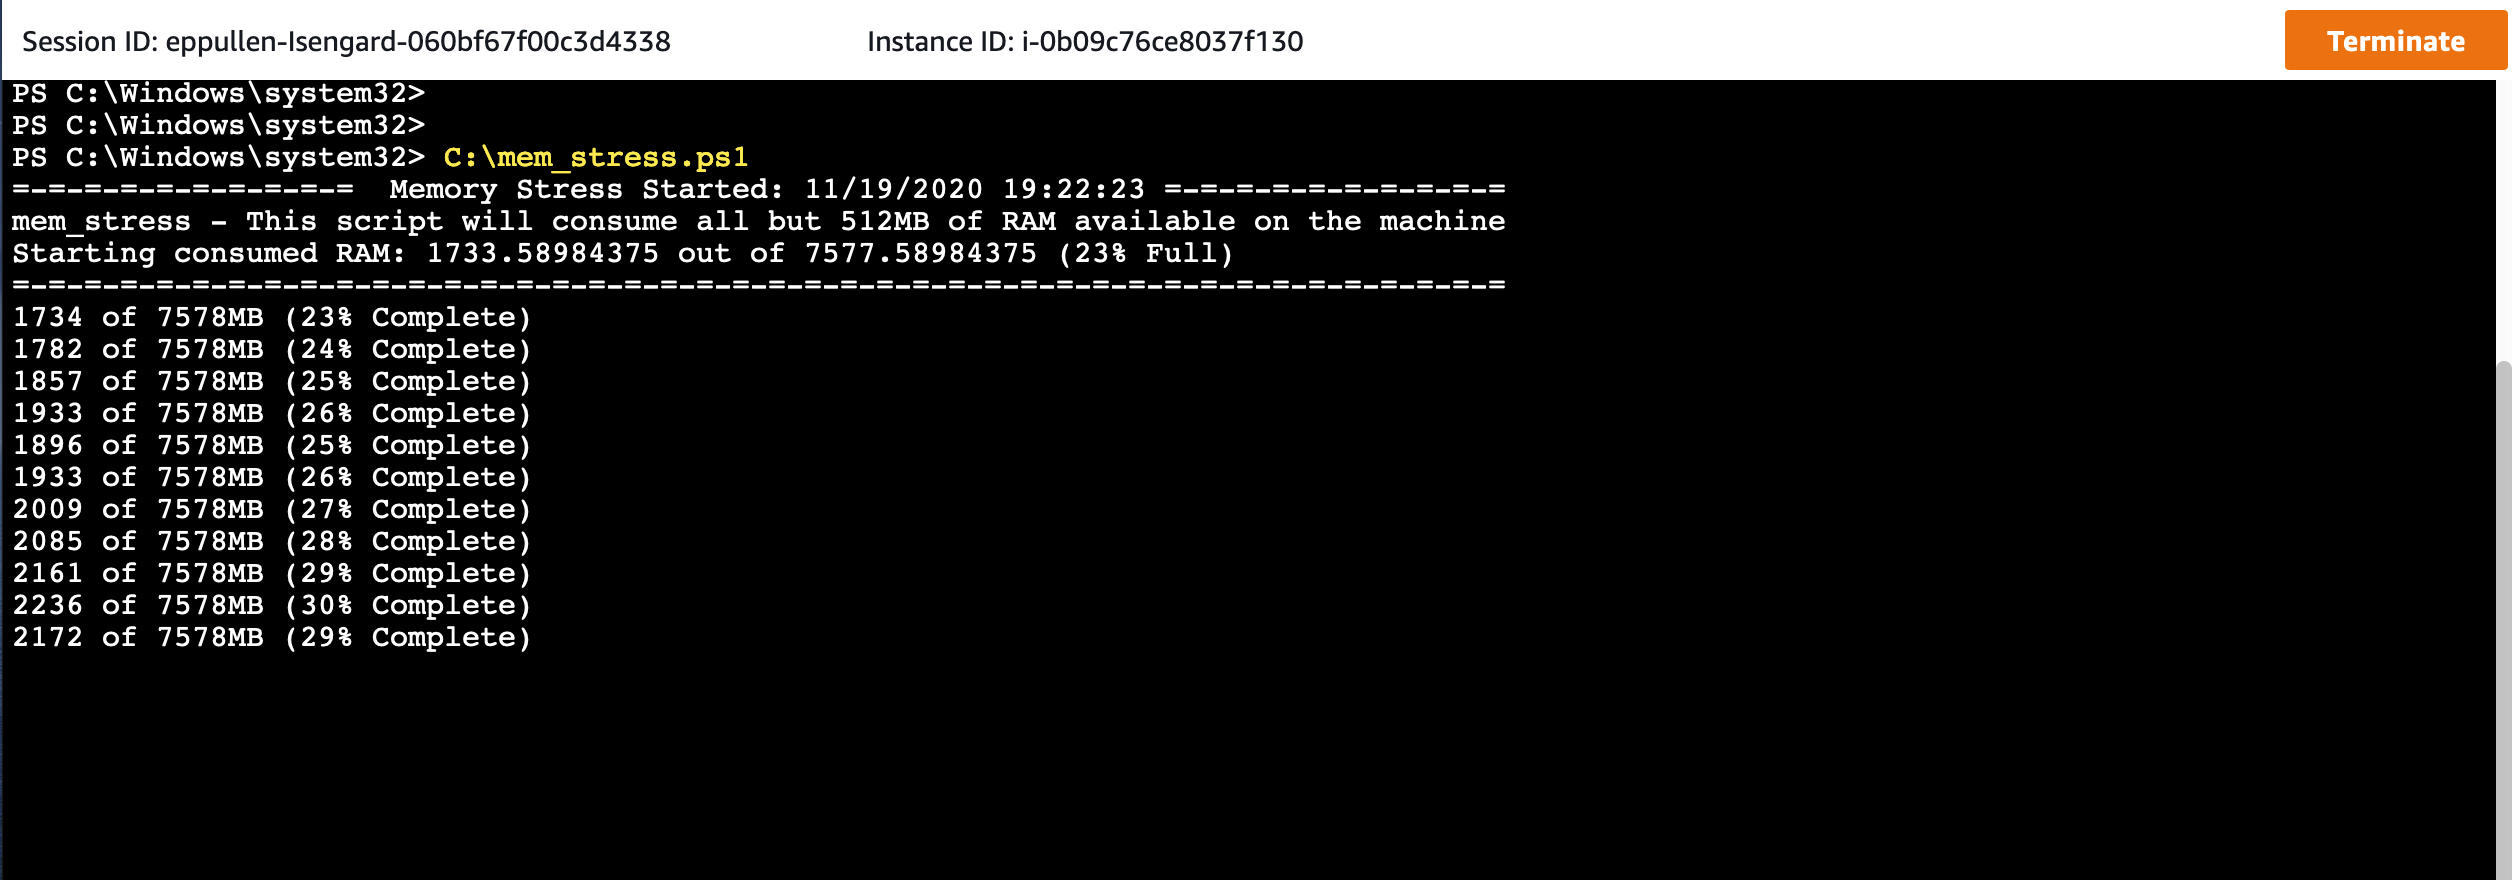 Session ID: eppullen-Isengard-060bf67f00c3d4338 Instance ID: i-0b09c76ce8037f130 Terminate
PS C:\Windows\system32>
PS C:\Windows\system32>
PS C:\Windows\system32> C:\mem_stress.ps1
=-=-=-=-=-=-=-=-=-=  Memory Stress Started: 11/19/2020 19:22:23 =-=-=-=-=-=-=-=-=-=
mem_stress - This script will consume all but 512MB of RAM available on the machine
Starting consumed RAM: 1733.58984375 out of 7577.58984375 (23% Full)
=-=-=-=-=-=-=-=-=-=-=-=-=-=-=-=-=-=-=-=-=-=-=-=-=-=-=-=-=-=-=-=-=-=-=-=-=-=-=-=-=-=
1734 of 7578MB (23% Complete)
1782 of 7578MB (24% Complete)
1857 of 7578MB (25% Complete)
1933 of 7578MB (26% Complete)
1896 of 7578MB (25% Complete)
1933 of 7578MB (26% Complete)
2009 of 7578MB (27% Complete)
2085 of 7578MB (28% Complete)
2161 of 7578MB (29% Complete)
2236 of 7578MB (30% Complete)
2172 of 7578MB (29% Complete)